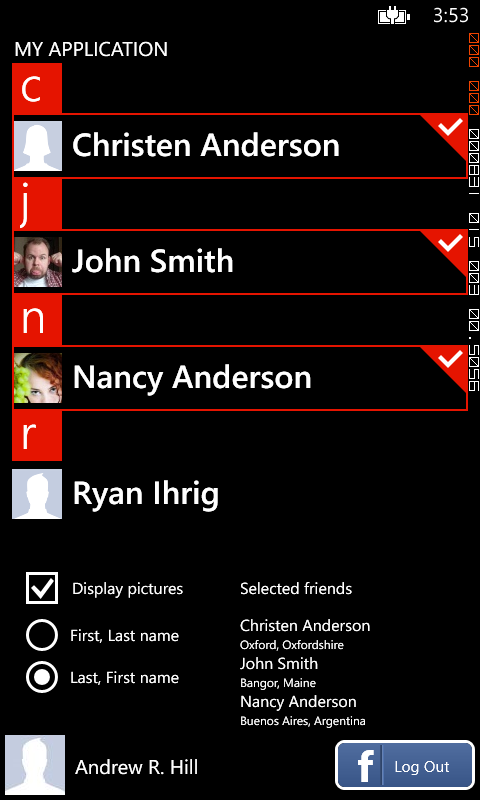 3:53
MY APPLICATION
c
Christen Anderson
j
John Smith
n
Nancy Anderson
r
Ryan Ihrig
Display pictures
First, Last name
Last, First name
Selected friends
Christen Anderson
Oxford, Oxfordshire
John Smith
Bangor, Maine
Nancy Anderson
Buenos Aires, Argentina
Andrew R. Hill
f Log Out
000 000